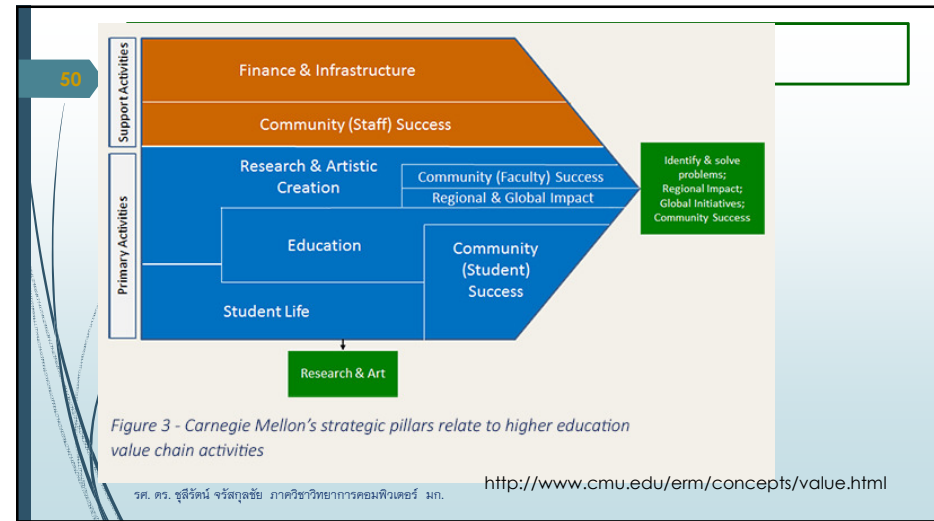 50
Support Activities
Finance & Infrastructure
Community (Staff) Success
Primary Activities
Research & Artistic
Creation
Community (Faculty) Success
Regional & Global Impact
Education
Community
(Student)
Success
Student Life
Identify & solve
problems;
Regional Impact;
Global Initiatives;
Community Success
Research & Art
Figure 3 - Carnegie Mellon's strategic pillars relate to higher education
value chain activities
http://www.cmu.edu/erm/concepts/value.html
รศ. ดร. ชุลีรัตน์ จรัสกุลชัย ภาควิชาวิทยาการคอมพิวเตอร์ มก.